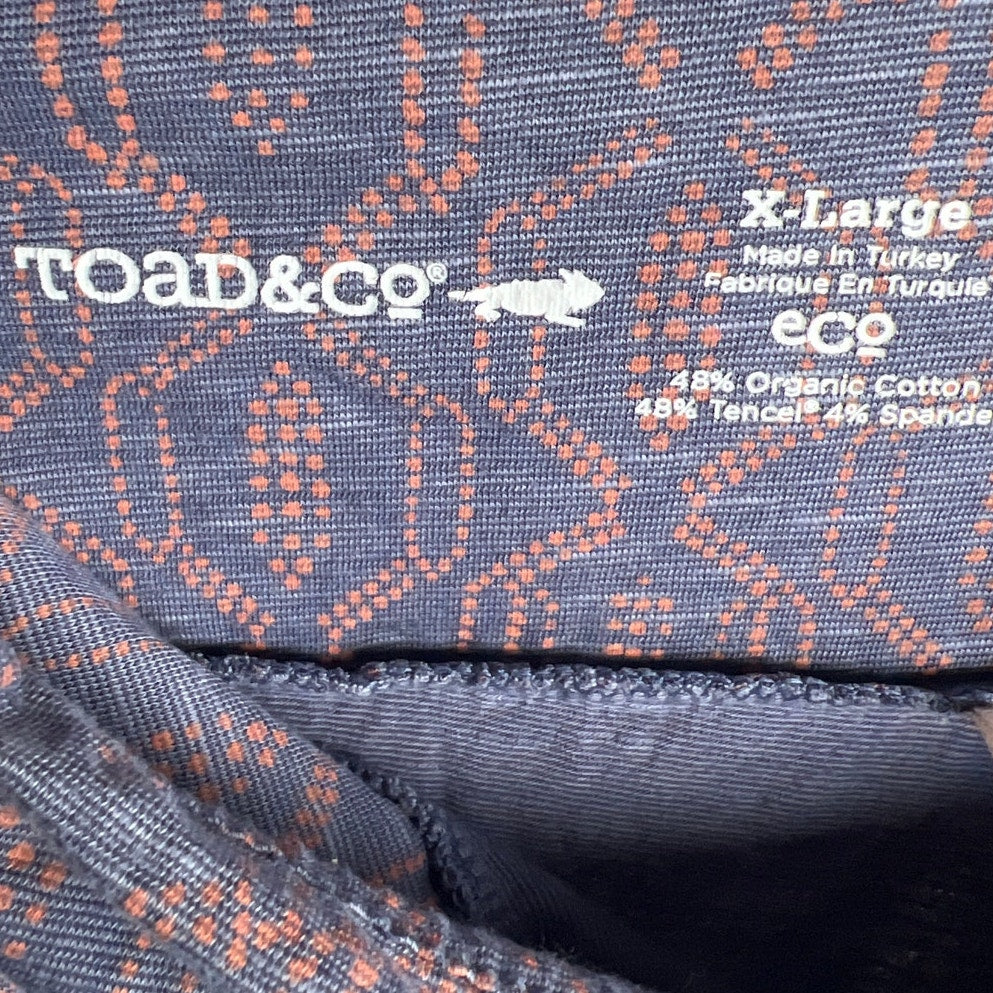 TOaD&CO®
X-Large
Made In Turkey
Fabrique En Turquie
eco
48% Organic Cotton
48% Tencel® 4% Spande